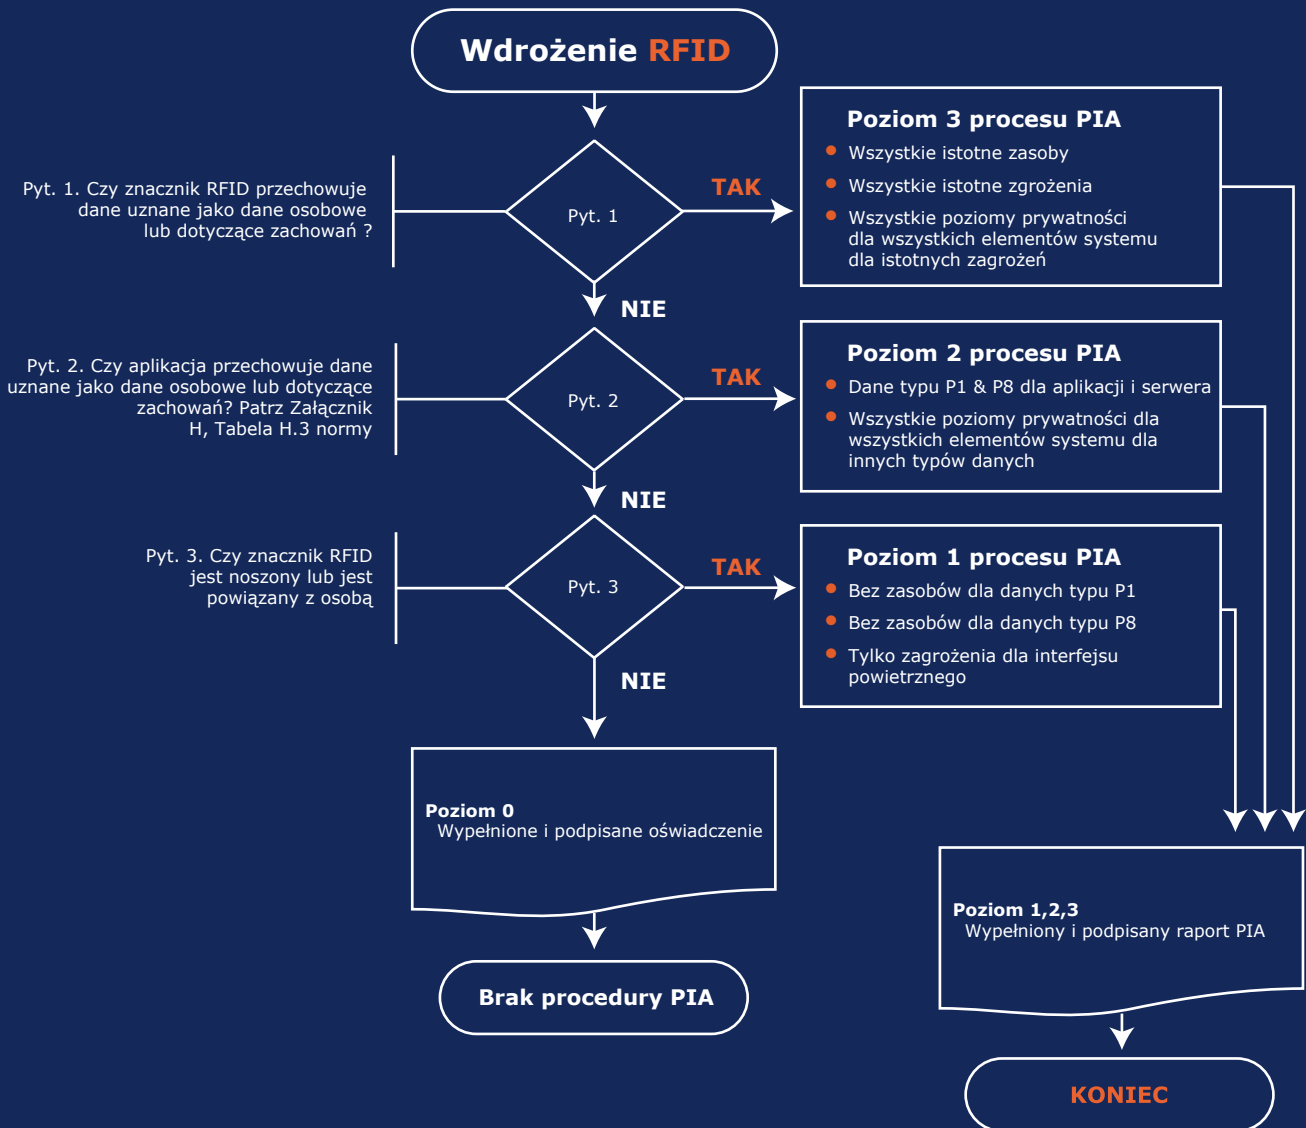 Wdrożenie RFID
Pyt. 1. Czy znacznik RFID przechowuje
dane uznane jako dane osobowe
lub dotyczące zachowań ?
Pyt. 1
TAK
Poziom 3 procesu PIA
Wszystkie istotne zasoby
Wszystkie istotne zgrożenia
Wszystkie poziomy prywatności
dla wszystkich elementów systemu
dla istotnych zagrożeń
NIE
Pyt. 2. Czy aplikacja przechowuje dane
uznane jako dane osobowe lub dotyczące
zachowań? Patrz Załącznik
H, Tabela H.3 normy
Pyt. 2
TAK
Poziom 2 procesu PIA
Dane typu P1 & P8 dla aplikacji i serwera
Wszystkie poziomy prywatności dla
wszystkich elementów systemu dla
innych typów danych
NIE
Pyt. 3. Czy znacznik RFID
jest noszony lub jest
powiązany z osobą
Pyt. 3
TAK
Poziom 1 procesu PIA
Bez zasobów dla danych typu P1
Bez zasobów dla danych typu P8
Tylko zagrożenia dla interfejsu
powietrznego
NIE
Poziom 0
Wypełnione i podpisane oświadczenie
Brak procedury PIA
Poziom 1,2,3
Wypełniony i podpisany raport PIA
KONIEC